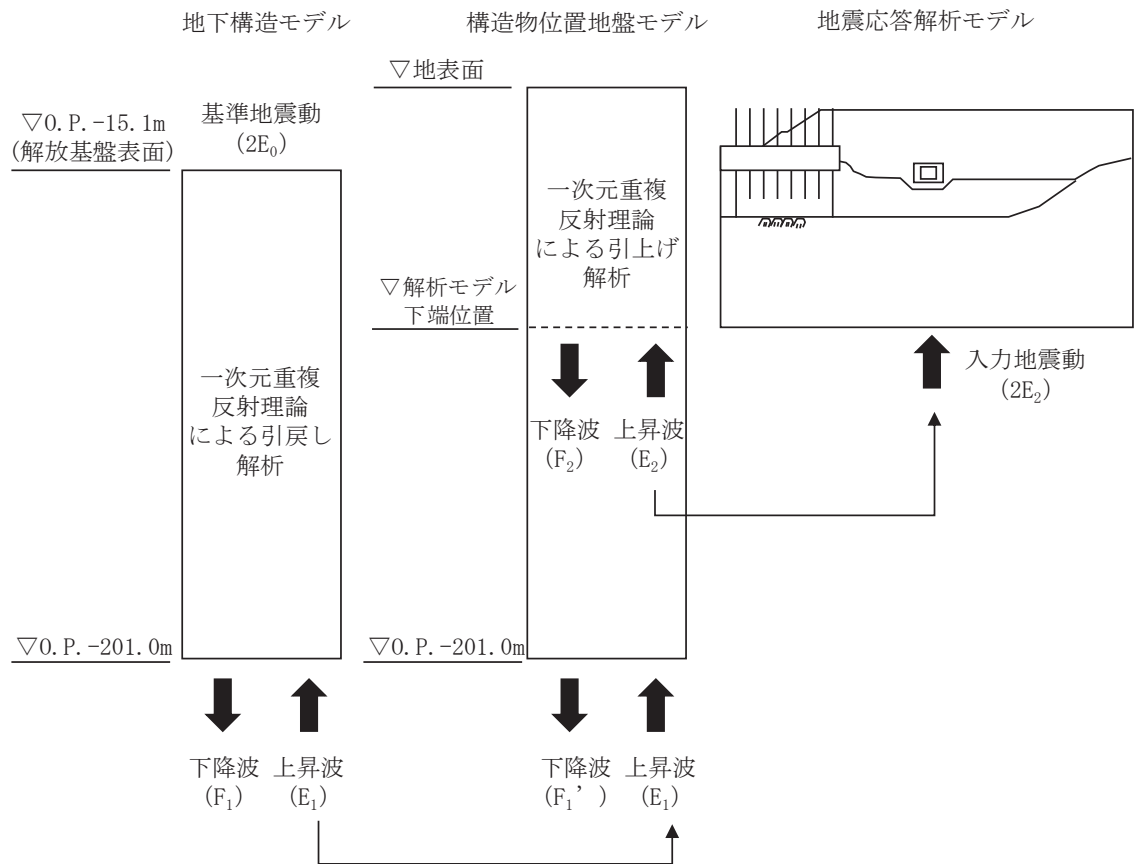 地下構造モデル
構造物位置地盤モデル
地震応答解析モデル
▽地表面
▽O.P.-15.1m
(解放基盤表面)
基準地震動
(2E₀)
一次元重複
反射理論
による引上げ
解析
▽解析モデル
下端位置
一次元重複
反射理論
による引戻し
解析
下降波
(F₂)
上昇波
(E₂)
入力地震動
(2E₂)
▽O.P.-201.0m
▽O.P.-201.0m
下降波
(F₁)
上昇波
(E₁)
下降波
(F₁’)
上昇波
(E₁)